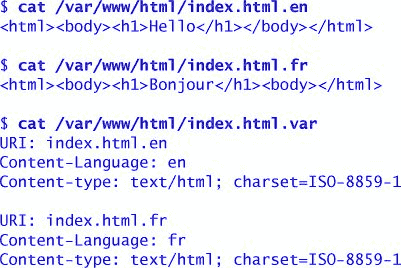 $ cat /var/www/html/index.html.en
<html><body><h1>Hello</h1></body></html>
$ cat /var/www/html/index.html.fr
<html><body><h1>Bonjour</h1><body></html>
$ cat /var/www/html/index.html.var
URI: index.html.en
Content-Language: en
Content-type: text/html; charset=ISO-8859-1
URI: index.html.fr
Content-Language: fr
Content-type: text/html; charset=ISO-8859-1